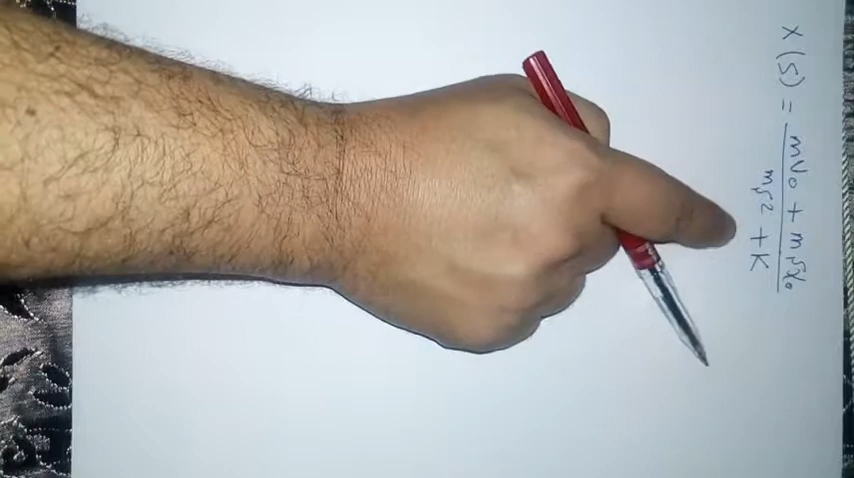 X(S) = mV₀ + mSX₀
mS² + K